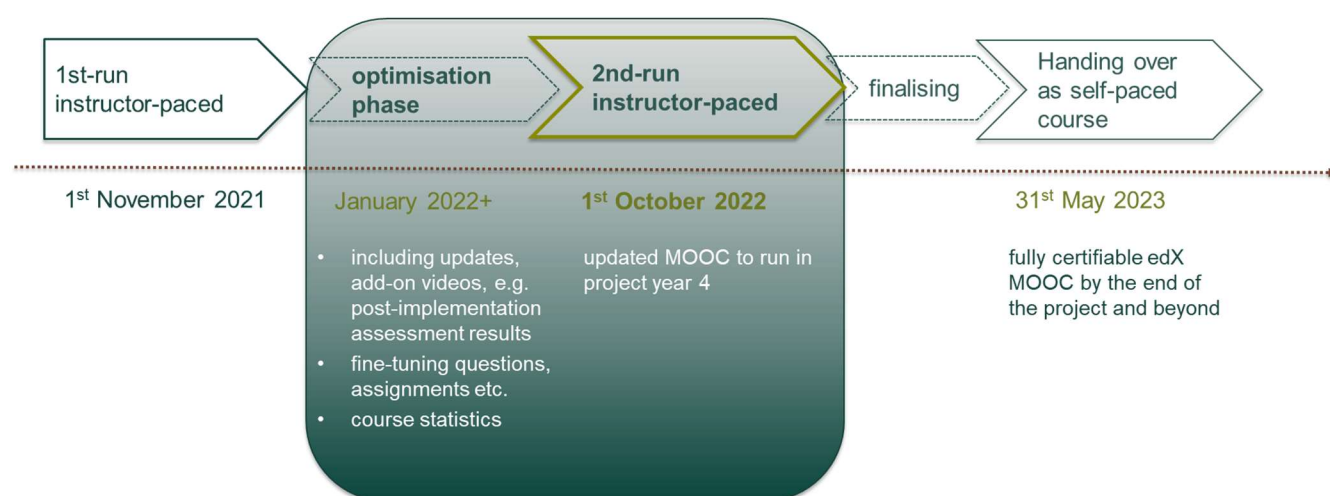 1st-run
instructor-paced
optimisation
phase
2nd-run
instructor-paced
finalising
Handing over
as self-paced
course
1st November 2021
January 2022+
1st October 2022
31st May 2023
• including updates,
add-on videos, e.g.
post-implementation
assessment results
• fine-tuning questions,
assignments etc.
• course statistics
updated MOOC to run in
project year 4
fully certifiable edX
MOOC by the end of
the project and beyond